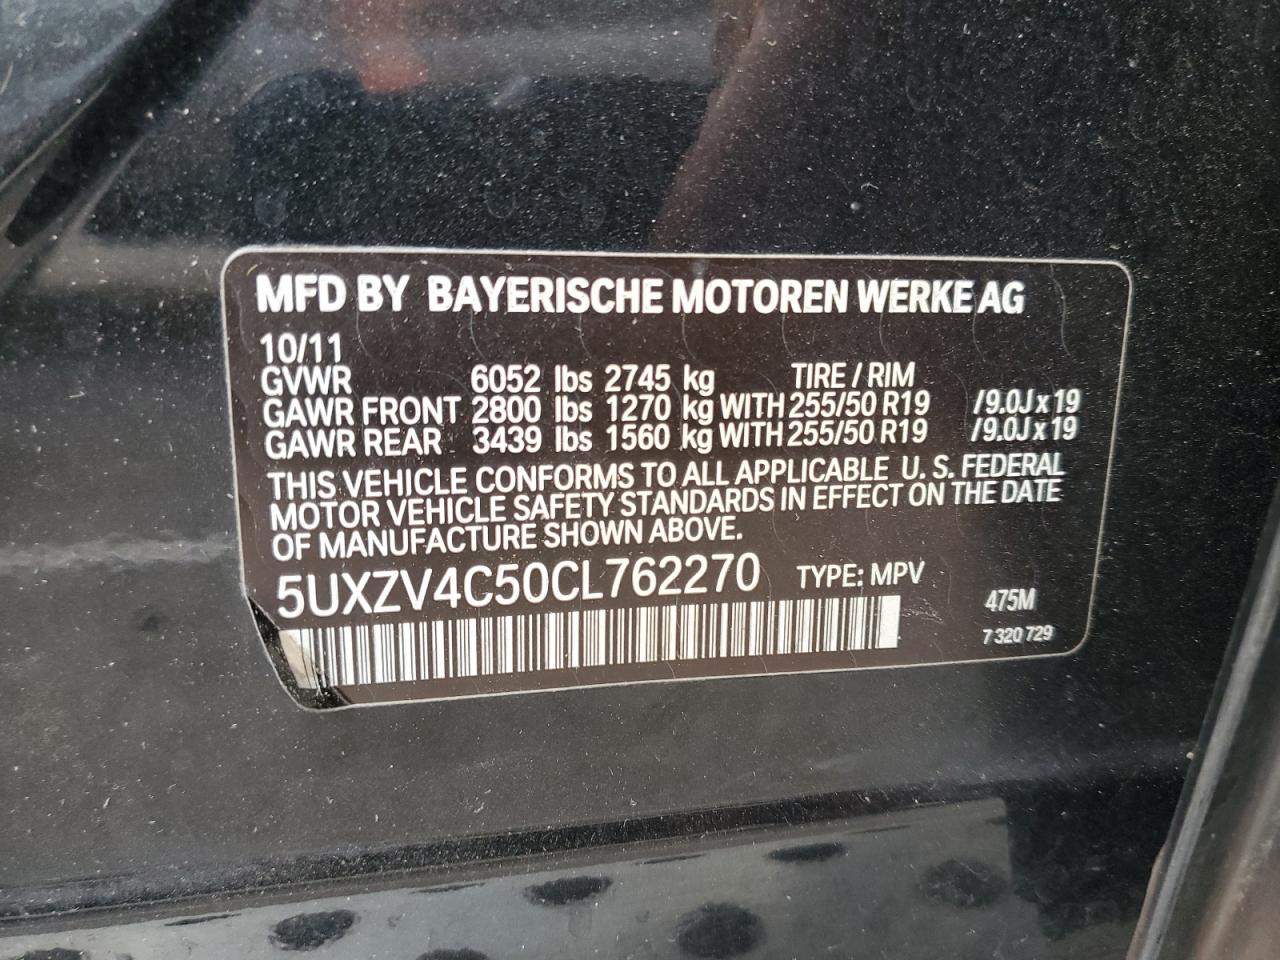 MFD BY BAYERISCHE MOTOREN WERKE AG
10/11
GVWR 6052 lbs 2745 kg TIRE / RIM
GAWR FRONT 2800 lbs 1270 kg WITH 255/50 R19 /9.0J x 19
GAWR REAR 3439 lbs 1560 kg WITH 255/50 R19 /9.0J x 19
THIS VEHICLE CONFORMS TO ALL APPLICABLE U. S. FEDERAL
MOTOR VEHICLE SAFETY STANDARDS IN EFFECT ON THE DATE
OF MANUFACTURE SHOWN ABOVE.
5UXZV4C50CL762270 TYPE: MPV
475M
7 320 729